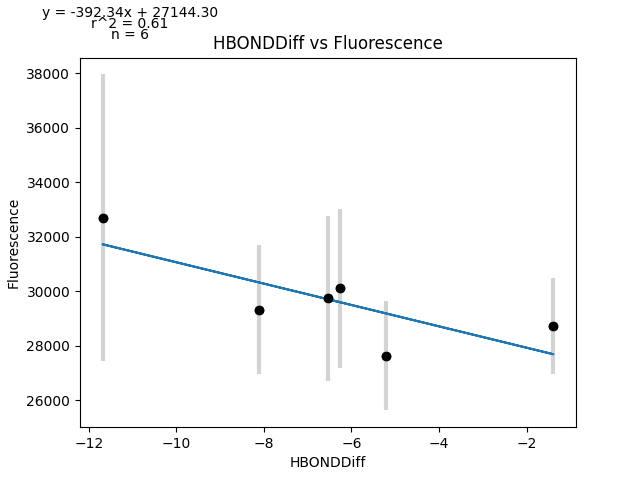 y = -392.34x + 27144.30
r^2 = 0.61
n = 6
HBONDDiff vs Fluorescence
38000
36000
34000
32000
30000
28000
26000
Fluorescence
−12 −10 −8 −6 −4 −2
HBONDDiff